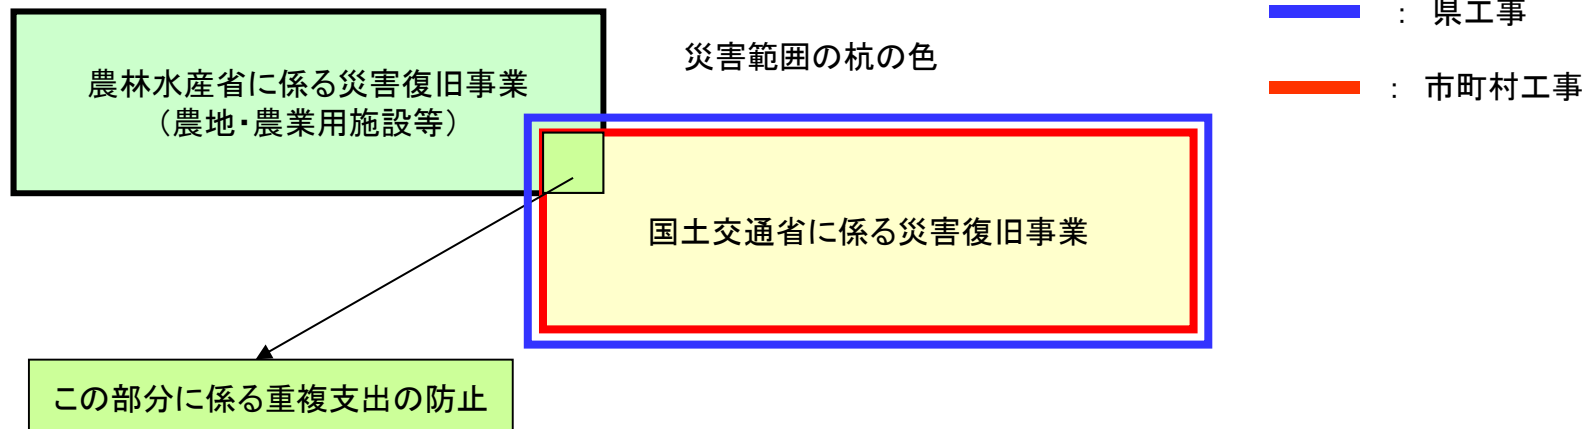 ： 県工事
災害範囲の杭の色
農林水産省に係る災害復旧事業
（農地・農業用施設等）
： 市町村工事
国土交通省に係る災害復旧事業
この部分に係る重複支出の防止